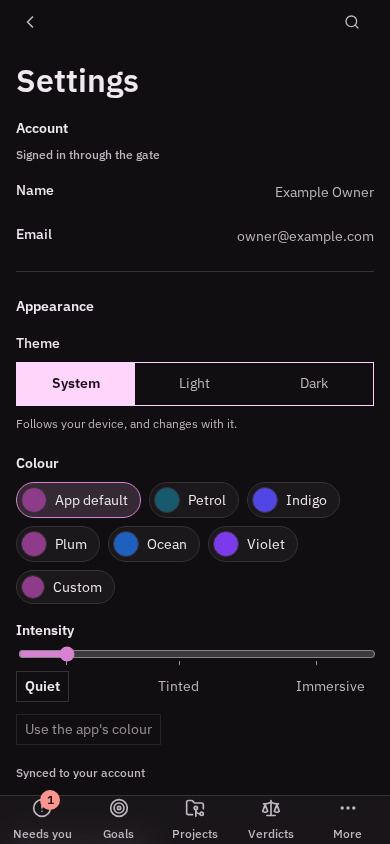 Settings
Account
Signed in through the gate
Name
Example Owner
Email
owner@example.com
Appearance
Theme
System Light Dark
Follows your device, and changes with it.
Colour
App default Petrol Indigo
Plum Ocean Violet
Custom
Intensity
Quiet Tinted Immersive
Use the app's colour
Synced to your account
1
Needs you Goals Projects Verdicts More